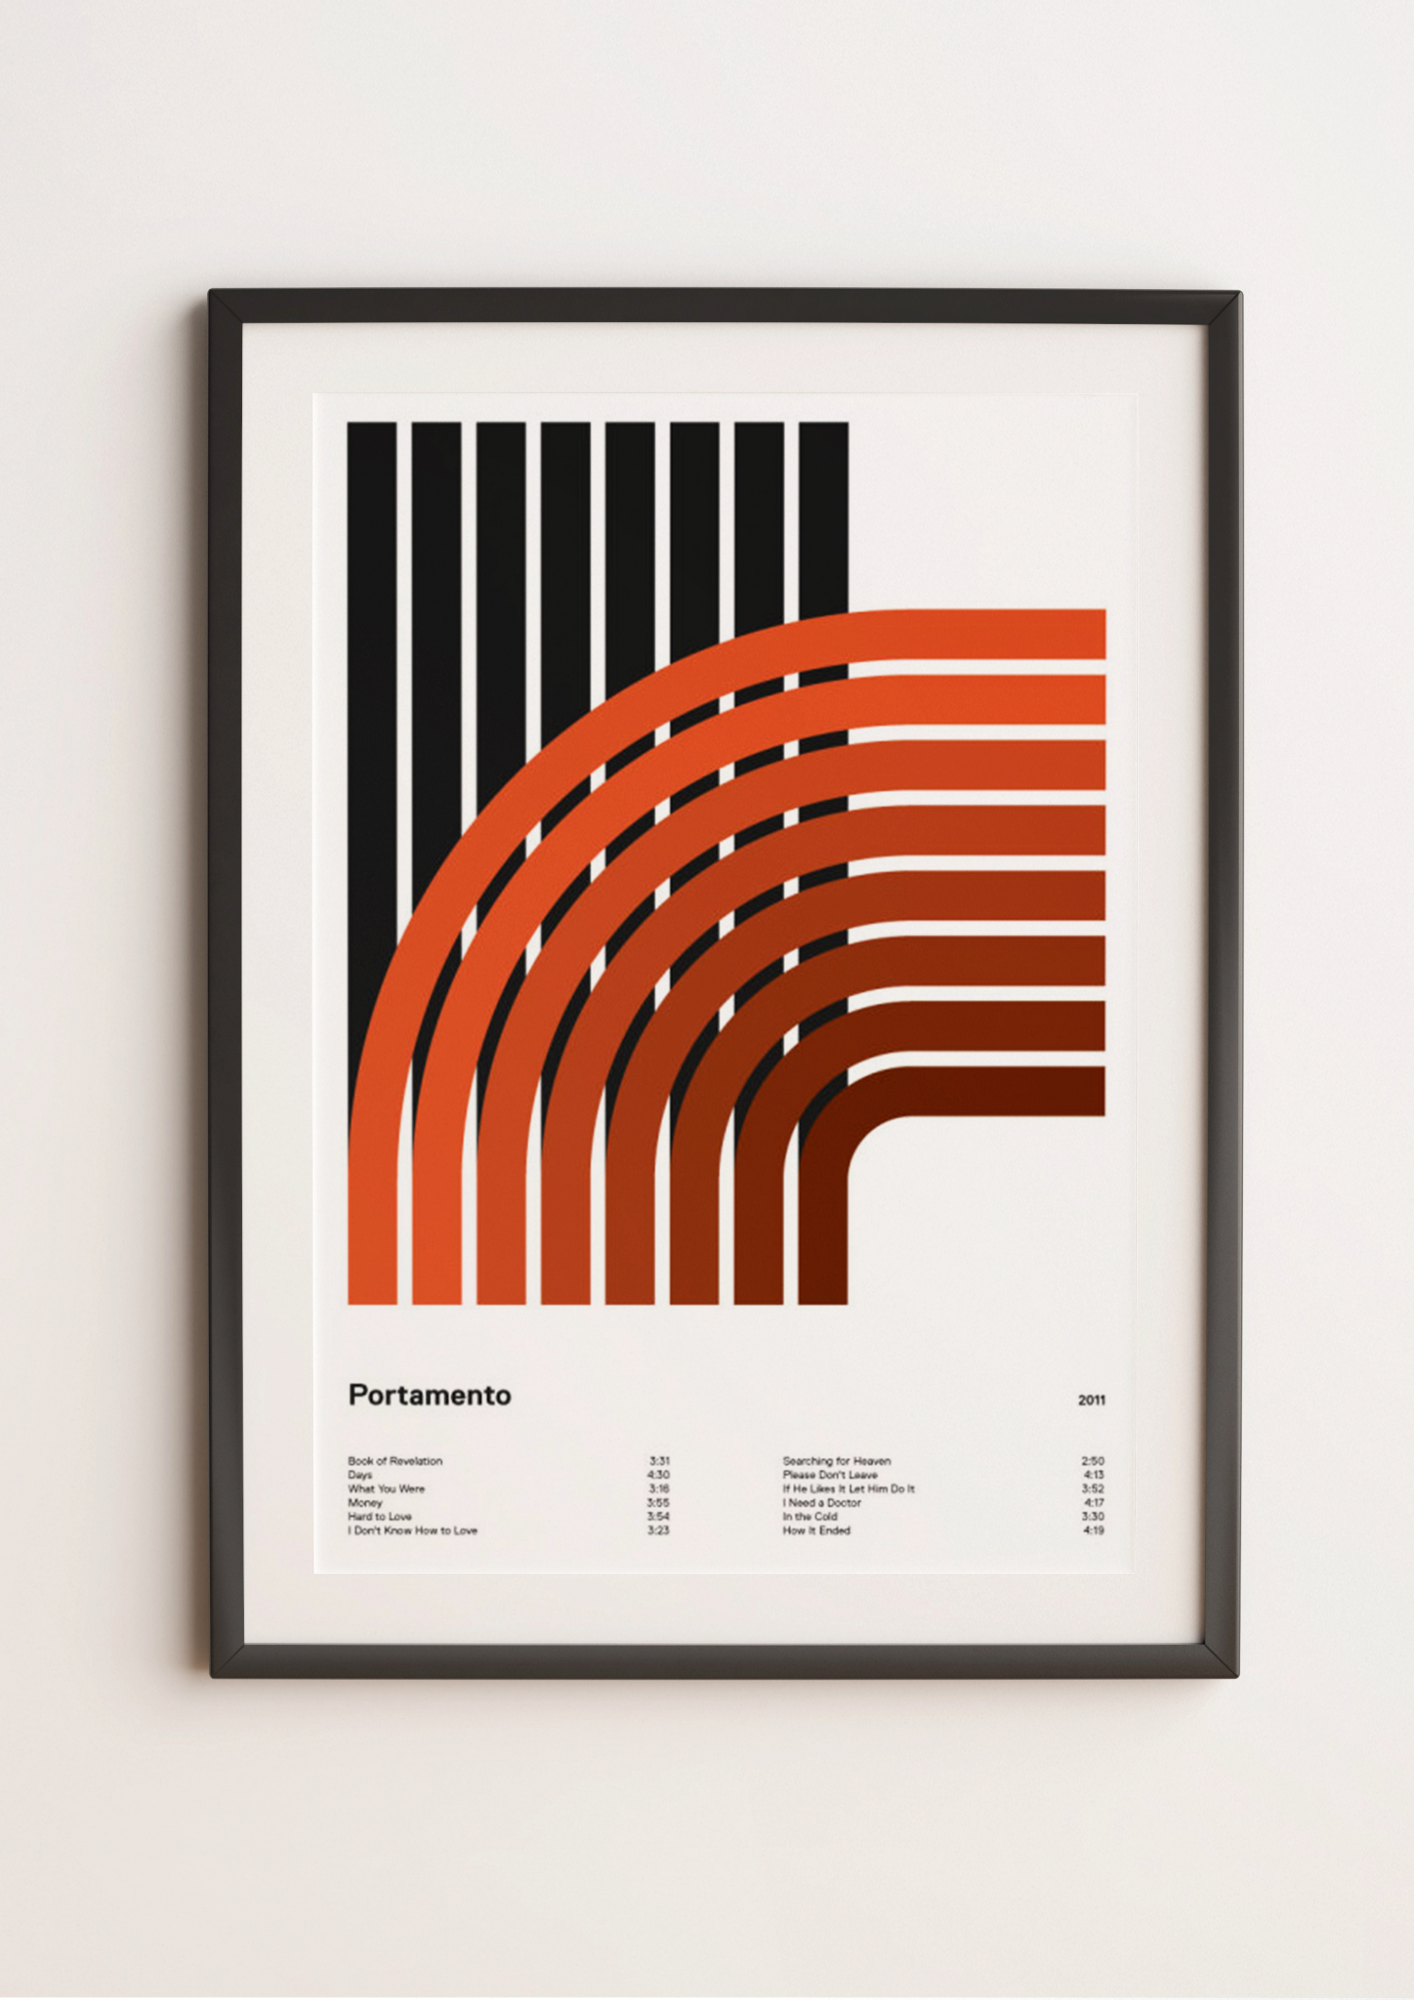 Portamento 2011
Book of Revelation 3:31
Days 4:30
What You Were 3:16
Money 3:55
Hard to Love 3:54
I Don't Know How to Love 3:23
Searching for Heaven 2:50
Please Don't Leave 4:13
If He Likes It Let Him Do It 3:52
I Need a Doctor 4:17
In the Cold 3:30
How It Ended 4:19